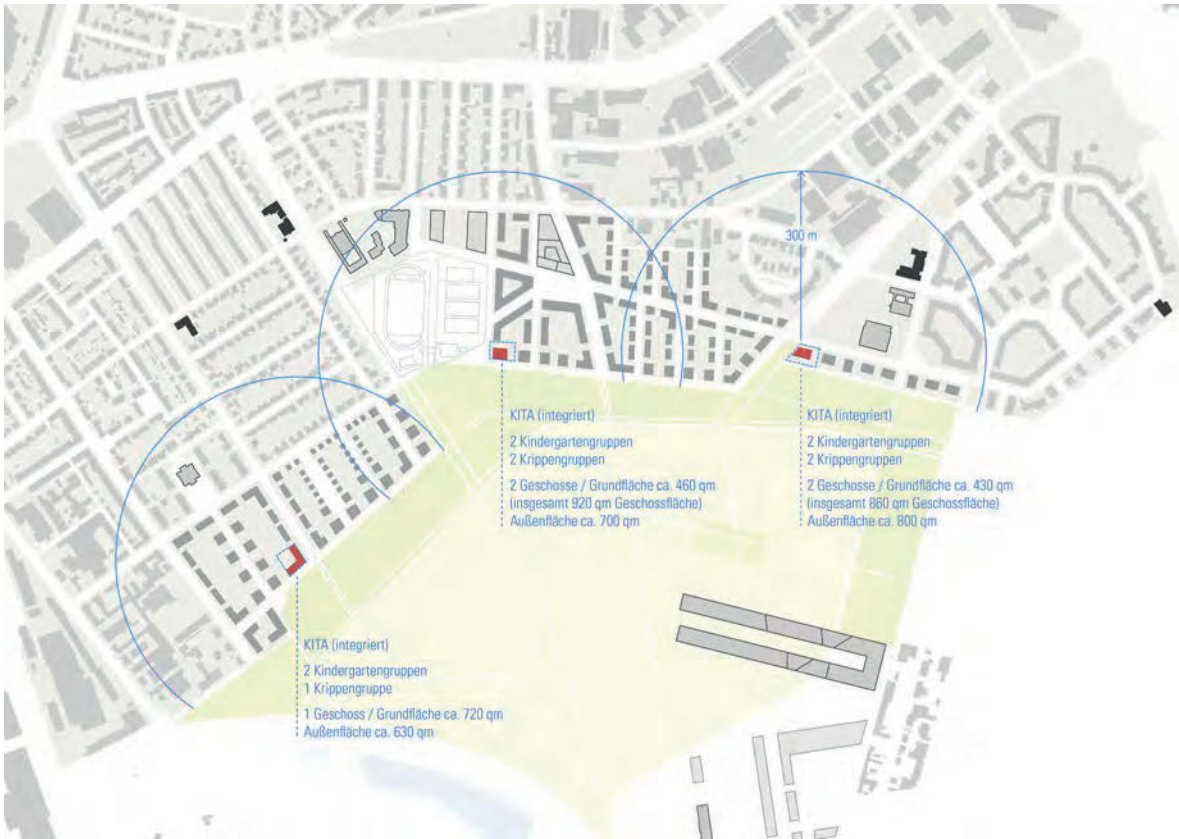 300 m
KITA (integriert)
2 Kindergartengruppen
2 Krippengruppen
2 Geschosse / Grundfläche ca. 460 qm
(insgesamt 920 qm Geschossfläche)
Außenfläche ca. 700 qm
KITA (integriert)
2 Kindergartengruppen
2 Krippengruppen
2 Geschosse / Grundfläche ca. 430 qm
(insgesamt 860 qm Geschossfläche)
Außenfläche ca. 800 qm
KITA (integriert)
2 Kindergartengruppen
1 Krippengruppe
1 Geschoss / Grundfläche ca. 720 qm
Außenfläche ca. 630 qm